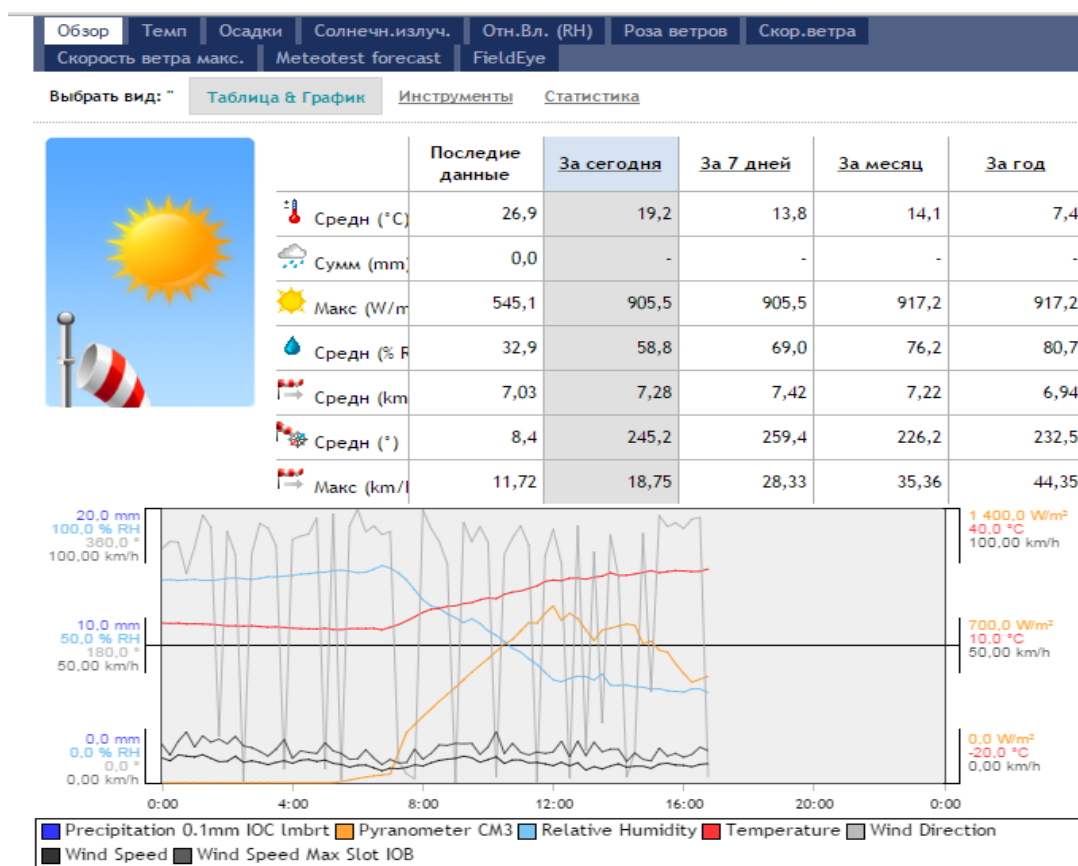 Обзор Темп Осадки Солнечн.излуч. Отн.Вл. (RH) Роза ветров Скор.ветра
Скорость ветра макс. Meteotest forecast FieldEye
Выбрать вид: " Таблица & График Инструменты Статистика
Последние данные За сегодня За 7 дней За месяц За год
Средн (°C) 26,9 19,2 13,8 14,1 7,4
Сумм (mm) 0,0 - - - -
Макс (W/m 545,1 905,5 905,5 917,2 917,2
Средн (% R 32,9 58,8 69,0 76,2 80,7
Средн (km 7,03 7,28 7,42 7,22 6,94
Средн (°) 8,4 245,2 259,4 226,2 232,5
Макс (km/l 11,72 18,75 28,33 35,36 44,35
20,0 mm 1 400,0 W/m²
100,0 % RH 40,0 °C
360,0 ° 100,00 km/h
100,00 km/h
10,0 mm 700,0 W/m²
50,0 % RH 10,0 °C
180,0 ° 50,00 km/h
50,00 km/h
0,0 mm 0,0 W/m²
0,0 % RH -20,0 °C
0,0 ° 0,00 km/h
0,00 km/h
0:00 4:00 8:00 12:00 16:00 20:00 0:00
Precipitation 0.1mm IOC lmbrt Pyranometer CM3 Relative Humidity Temperature Wind Direction
Wind Speed Wind Speed Max Slot IOB